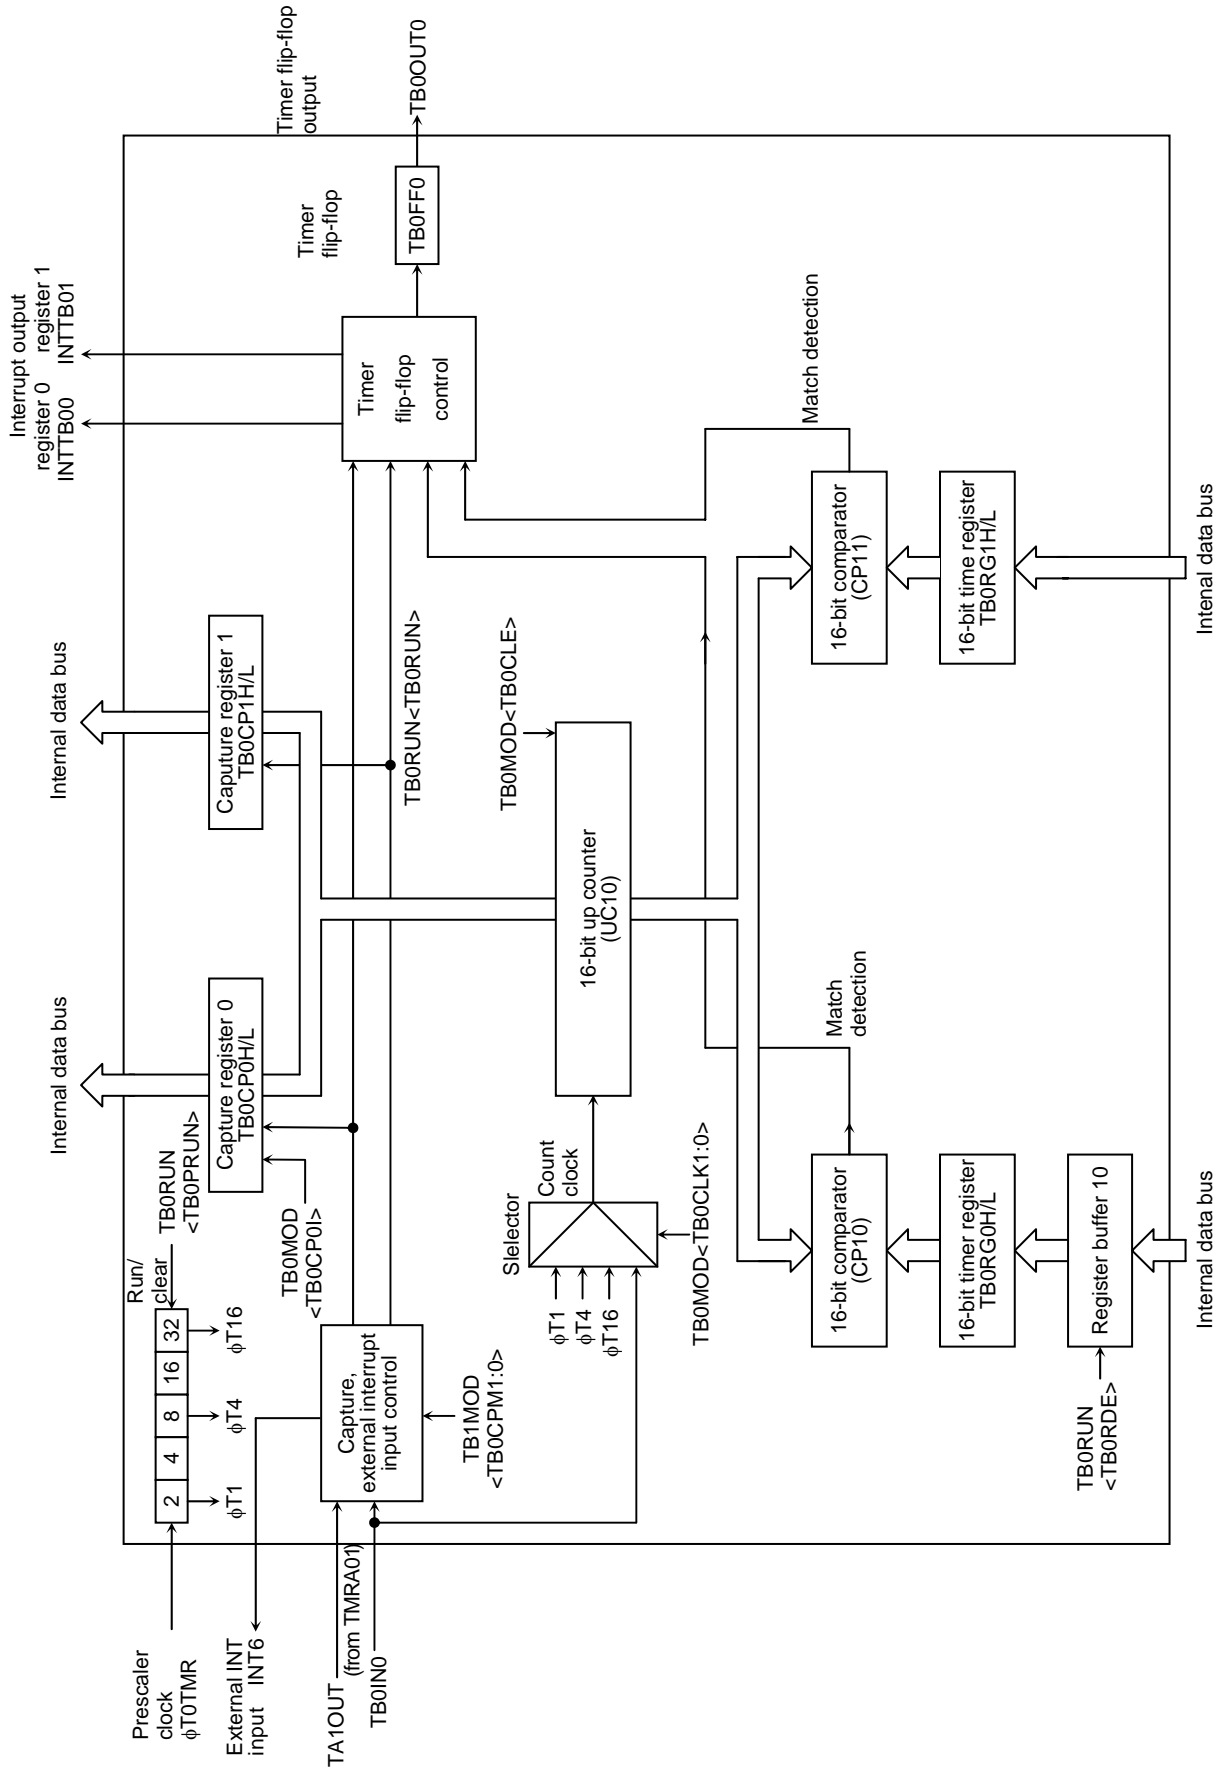 Prescaler
clock
ϕT0TMR
2
4
8
16
32
Run/
clear
TB0RUN
<TB0PRUN>
ϕT1
ϕT4
ϕT16
External INT
input INT6
TA1OUT
(from TMRA01)
TB0IN0
Capture,
external interrupt
input control
TB1MOD
<TB0CPM1:0>
TB0MOD
<TB0CP0I>
Internal data bus
Capture register 0
TB0CP0H/L
Internal data bus
Caputure register 1
TB0CP1H/L
TB0RUN<TB0RUN>
Interrupt output
register 0
INTTB00
register 1
INTTB01
Timer
flip-flop
control
Timer
flip-flop
TB0FF0
Timer flip-flop
output
TB0OUT0
Slelector
Count
clock
ϕT1
ϕT4
ϕT16
TB0MOD<TB0CLK1:0>
16-bit up counter
(UC10)
TB0MOD<TB0CLE>
Match
detection
Match detection
16-bit comparator
(CP10)
16-bit timer register
TB0RG0H/L
Register buffer 10
TB0RUN
<TB0RDE>
Internal data bus
16-bit comparator
(CP11)
16-bit time register
TB0RG1H/L
Intenal data bus